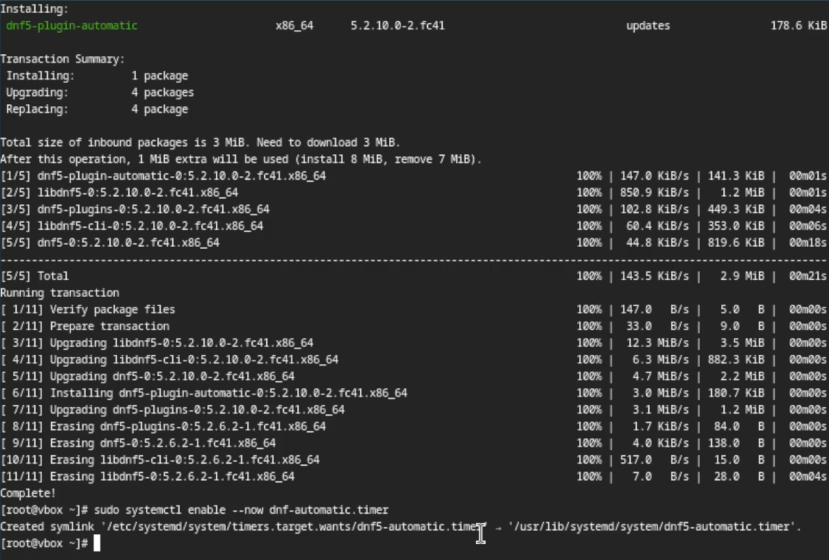 Installing:
dnf5-plugin-automatic x86_64 5.2.10.0-2.fc41 updates 178.6 KiB
Transaction Summary:
Installing: 1 package
Upgrading: 4 packages
Replacing: 4 package
Total size of inbound packages is 3 MiB. Need to download 3 MiB.
After this operation, 1 MiB extra will be used (install 8 MiB, remove 7 MiB).
[1/5] dnf5-plugin-automatic-0:5.2.10.0-2.fc41.x86_64 100% | 147.0 KiB/s | 141.3 KiB | 00m01s
[2/5] libdnf5-0:5.2.10.0-2.fc41.x86_64 100% | 850.9 KiB/s | 1.2 MiB | 00m01s
[3/5] dnf5-plugins-0:5.2.10.0-2.fc41.x86_64 100% | 102.8 KiB/s | 449.3 KiB | 00m04s
[4/5] libdnf5-cli-0:5.2.10.0-2.fc41.x86_64 100% | 60.4 KiB/s | 353.0 KiB | 00m06s
[5/5] dnf5-0:5.2.10.0-2.fc41.x86_64 100% | 44.8 KiB/s | 819.6 KiB | 00m18s
--------------------------------------------------------------------------------
[5/5] Total 100% | 143.5 KiB/s | 2.9 MiB | 00m21s
Running transaction
[ 1/11] Verify package files 100% | 147.0 B/s | 5.0 B | 00m00s
[ 2/11] Prepare transaction 100% | 33.0 B/s | 9.0 B | 00m00s
[ 3/11] Upgrading libdnf5-0:5.2.10.0-2.fc41.x86_64 100% | 12.3 MiB/s | 3.5 MiB | 00m00s
[ 4/11] Upgrading libdnf5-cli-0:5.2.10.0-2.fc41.x86_64 100% | 6.3 MiB/s | 882.3 KiB | 00m00s
[ 5/11] Upgrading dnf5-0:5.2.10.0-2.fc41.x86_64 100% | 4.7 MiB/s | 2.2 MiB | 00m00s
[ 6/11] Installing dnf5-plugin-automatic-0:5.2.10.0-2.fc41.x86_64 100% | 3.0 MiB/s | 180.7 KiB | 00m00s
[ 7/11] Upgrading dnf5-plugins-0:5.2.10.0-2.fc41.x86_64 100% | 3.1 MiB/s | 1.2 MiB | 00m00s
[ 8/11] Erasing dnf5-plugins-0:5.2.6.2-1.fc41.x86_64 100% | 1.7 KiB/s | 84.0 B | 00m00s
[ 9/11] Erasing dnf5-0:5.2.6.2-1.fc41.x86_64 100% | 4.0 KiB/s | 138.0 B | 00m00s
[10/11] Erasing libdnf5-cli-0:5.2.6.2-1.fc41.x86_64 100% | 517.0 B/s | 15.0 B | 00m00s
[11/11] Erasing libdnf5-0:5.2.6.2-1.fc41.x86_64 100% | 7.0 B/s | 28.0 B | 00m04s
Complete!
[root@vbox ~]# sudo systemctl enable --now dnf-automatic.timer
Created symlink '/etc/systemd/system/timers.target.wants/dnf5-automatic.timer' → '/usr/lib/systemd/system/dnf5-automatic.timer'.
[root@vbox ~]#